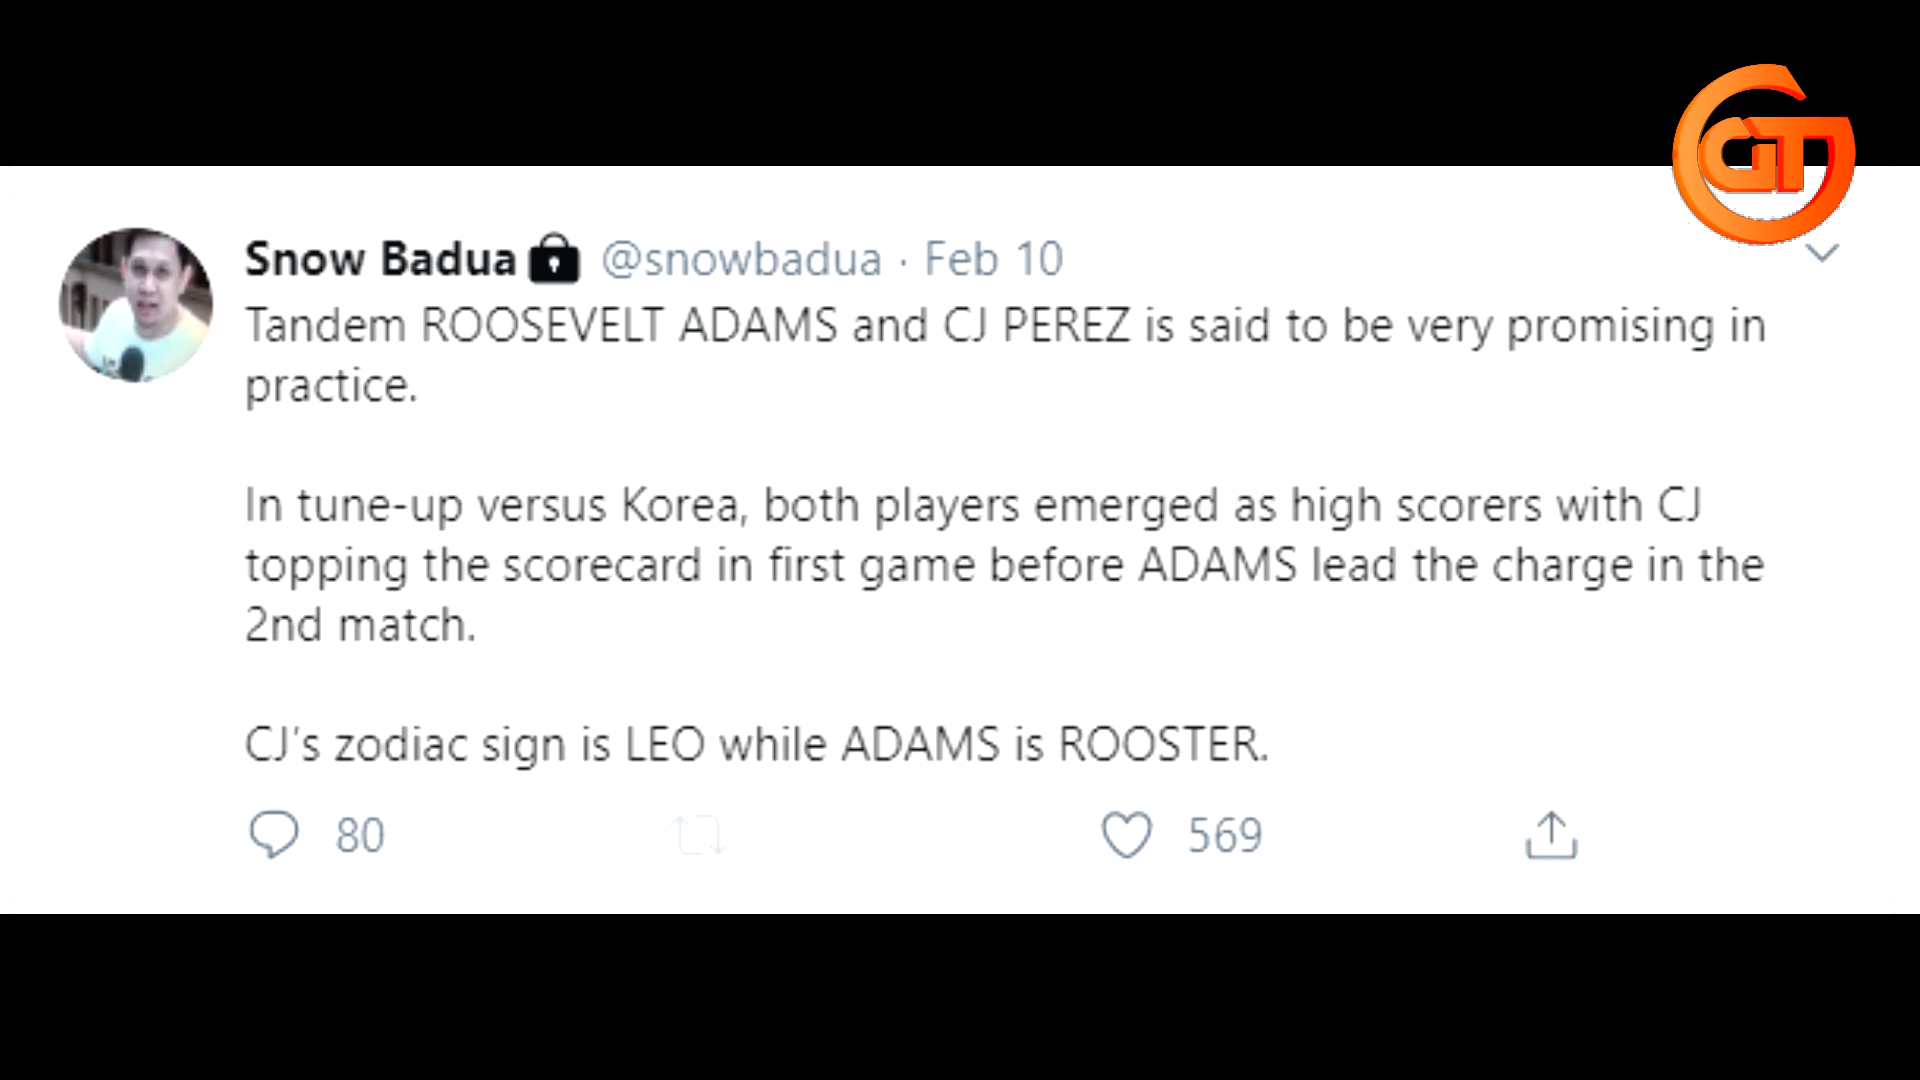 GT
Snow Badua @snowbadua · Feb 10
Tandem ROOSEVELT ADAMS and CJ PEREZ is said to be very promising in
practice.
In tune-up versus Korea, both players emerged as high scorers with CJ
topping the scorecard in first game before ADAMS lead the charge in the
2nd match.
CJ's zodiac sign is LEO while ADAMS is ROOSTER.
80 569